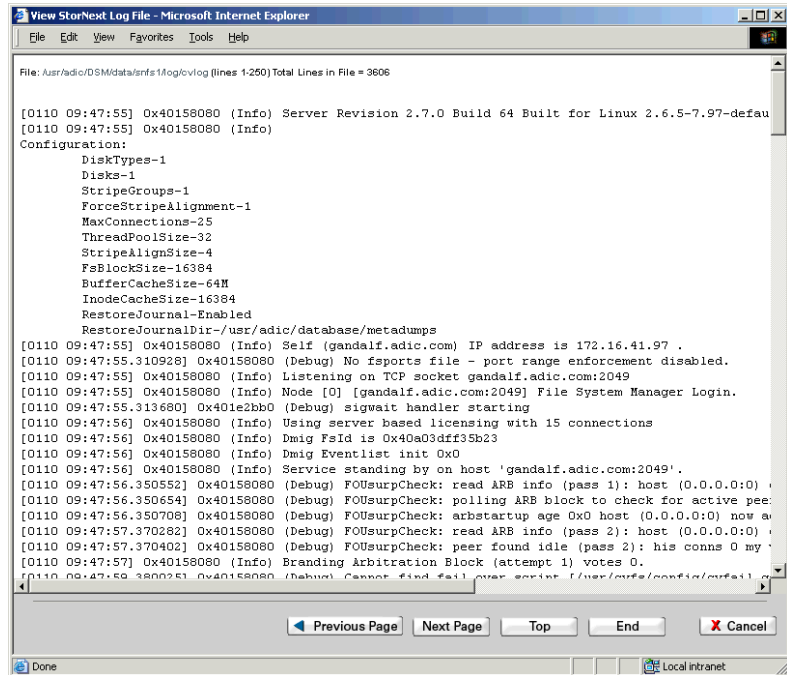 View StorNext Log File - Microsoft Internet Explorer
File Edit View Favorites Tools Help
File: /usr/adic/DSM/data/snfs1/log/cvlog (lines 1-250) Total Lines in File = 3606
[0110 09:47:55] 0x40158080 (Info) Server Revision 2.7.0 Build 64 Built for Linux 2.6.5-7.97-defau
[0110 09:47:55] 0x40158080 (Info)
Configuration:
DiskTypes-1
Disks-1
StripeGroups-1
ForceStripeAlignment-1
MaxConnections-25
ThreadPoolSize-32
StripeAlignSize-4
FsBlockSize-16384
BufferCacheSize-64M
InodeCacheSize-16384
RestoreJournal-Enabled
RestoreJournalDir-/usr/adic/database/metadumps
[0110 09:47:55] 0x40158080 (Info) Self (gandalf.adic.com) IP address is 172.16.41.97 .
[0110 09:47:55.310928] 0x40158080 (Debug) No fsports file - port range enforcement disabled.
[0110 09:47:55] 0x40158080 (Info) Listening on TCP socket gandalf.adic.com:2049
[0110 09:47:55] 0x40158080 (Info) Node [0] [gandalf.adic.com:2049] File System Manager Login.
[0110 09:47:55.313680] 0x401e2bb0 (Debug) sigwait handler starting
[0110 09:47:56] 0x40158080 (Info) Using server based licensing with 15 connections
[0110 09:47:56] 0x40158080 (Info) Dmig FsId is 0x40a03dff35b23
[0110 09:47:56] 0x40158080 (Info) Dmig Eventlist init 0x0
[0110 09:47:56] 0x40158080 (Info) Service standing by on host 'gandalf.adic.com:2049'.
[0110 09:47:56.350552] 0x40158080 (Debug) FOUsurpCheck: read ARB info (pass 1): host (0.0.0.0:0)
[0110 09:47:56.350654] 0x40158080 (Debug) FOUsurpCheck: polling ARB block to check for active pee
[0110 09:47:56.350708] 0x40158080 (Debug) FOUsurpCheck: arbstartup age 0x0 host (0.0.0.0:0) now a
[0110 09:47:57.370282] 0x40158080 (Debug) FOUsurpCheck: read ARB info (pass 2): host (0.0.0.0:0)
[0110 09:47:57.370402] 0x40158080 (Debug) FOUsurpCheck: peer found idle (pass 2): his conns 0 my
[0110 09:47:57] 0x40158080 (Info) Branding Arbitration Block (attempt 1) votes 0.
[0110 09:47:59.380025] 0x40158080 (Debug) Cannot find fail over script [/usr/cvfs/config/cvfail.g
Previous Page Next Page Top End X Cancel
Done Local intranet